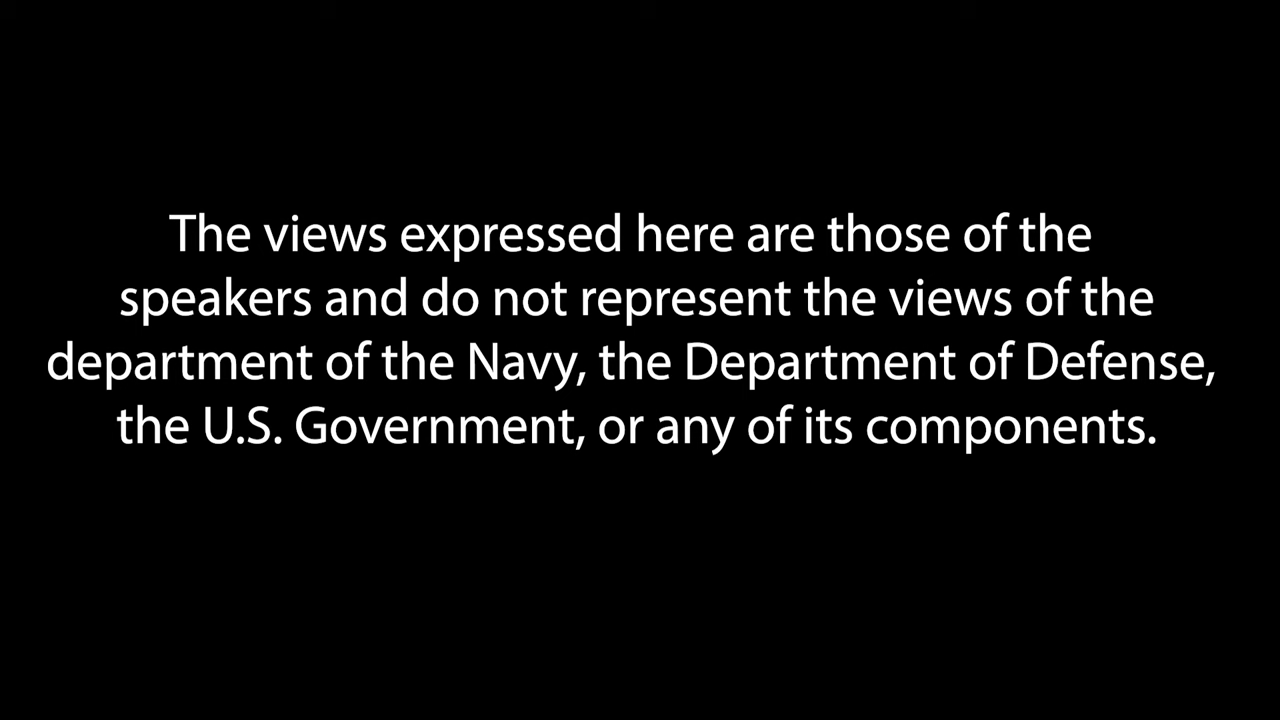 The views expressed here are those of the
speakers and do not represent the views of the
department of the Navy, the Department of Defense,
the U.S. Government, or any of its components.